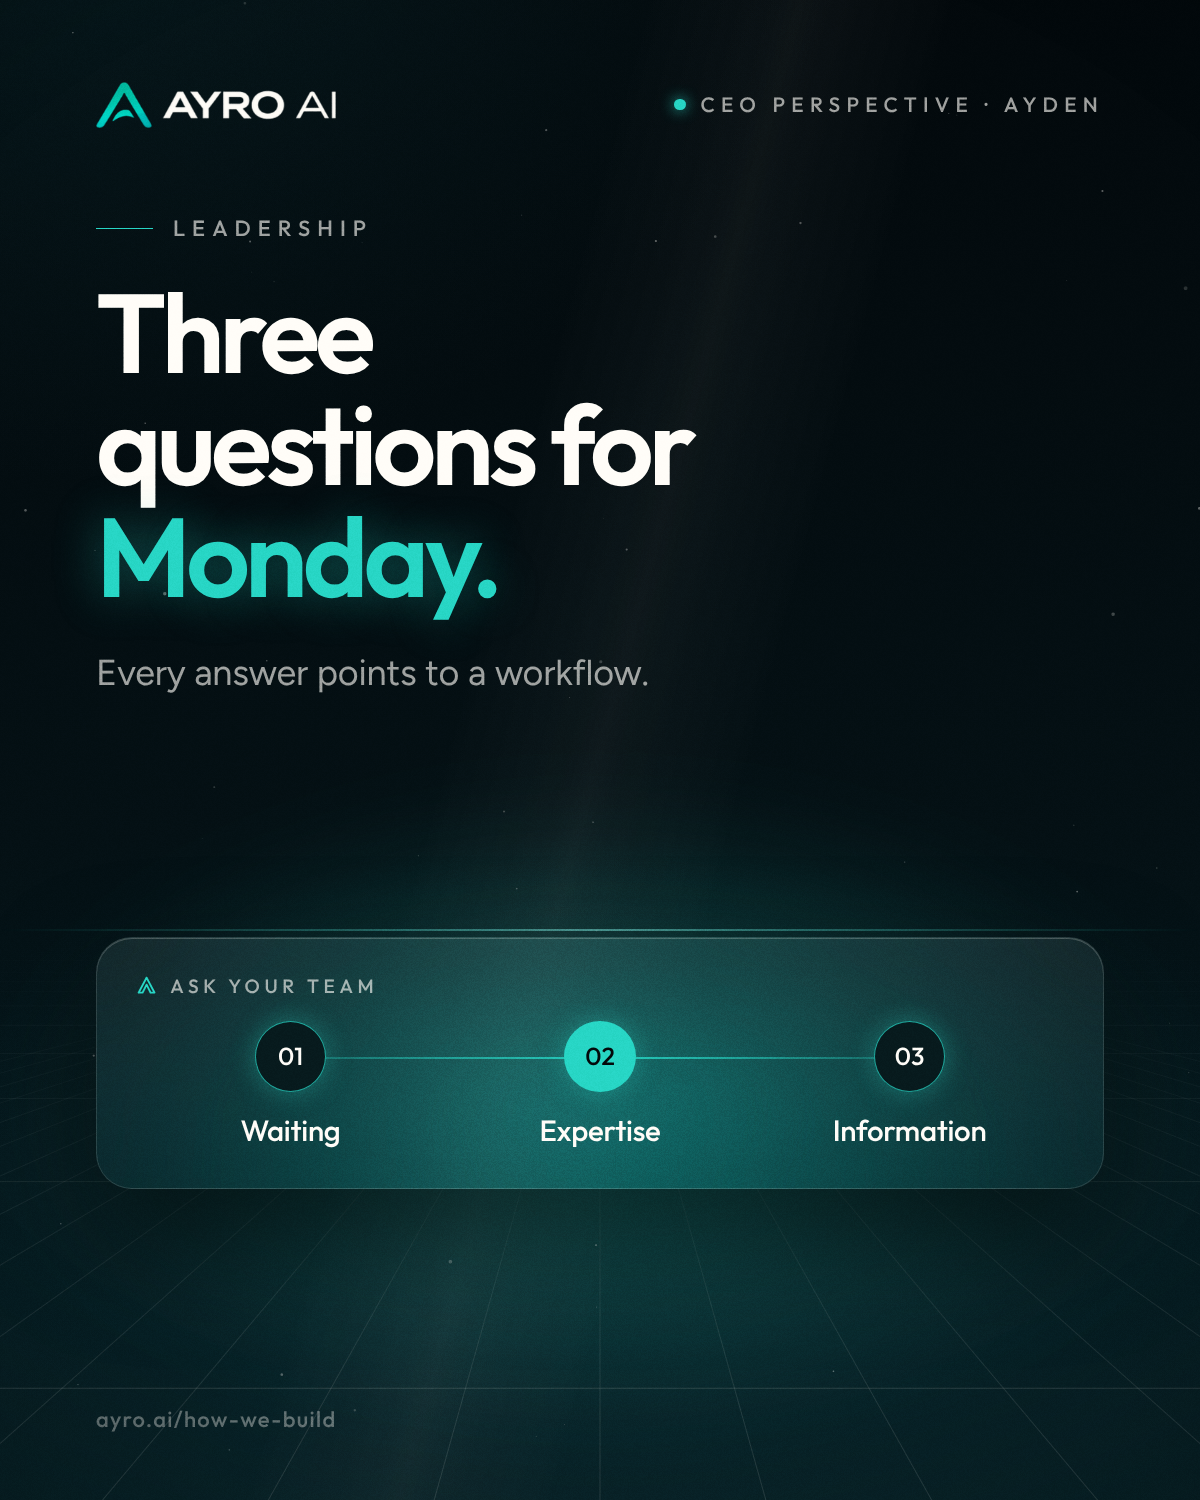 AYRO AI
CEO PERSPECTIVE · AYDEN
LEADERSHIP
Three
questions for
Monday.
Every answer points to a workflow.
ASK YOUR TEAM
01
02
03
Waiting
Expertise
Information
ayro.ai/how-we-build